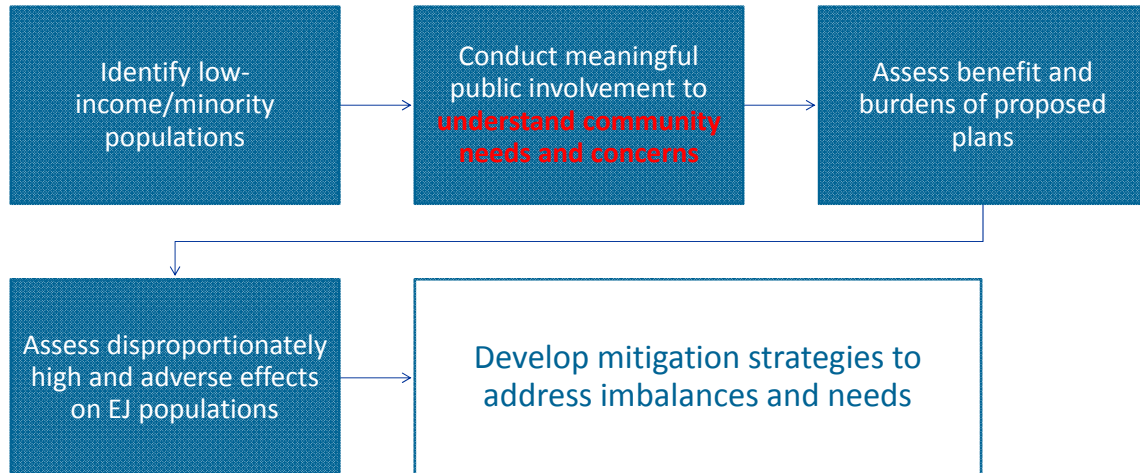 Identify low-
income/minority
populations
Conduct meaningful
public involvement to
understand community
needs and concerns
Assess benefit and
burdens of proposed
plans
Assess disproportionately
high and adverse effects
on EJ populations
Develop mitigation strategies to
address imbalances and needs